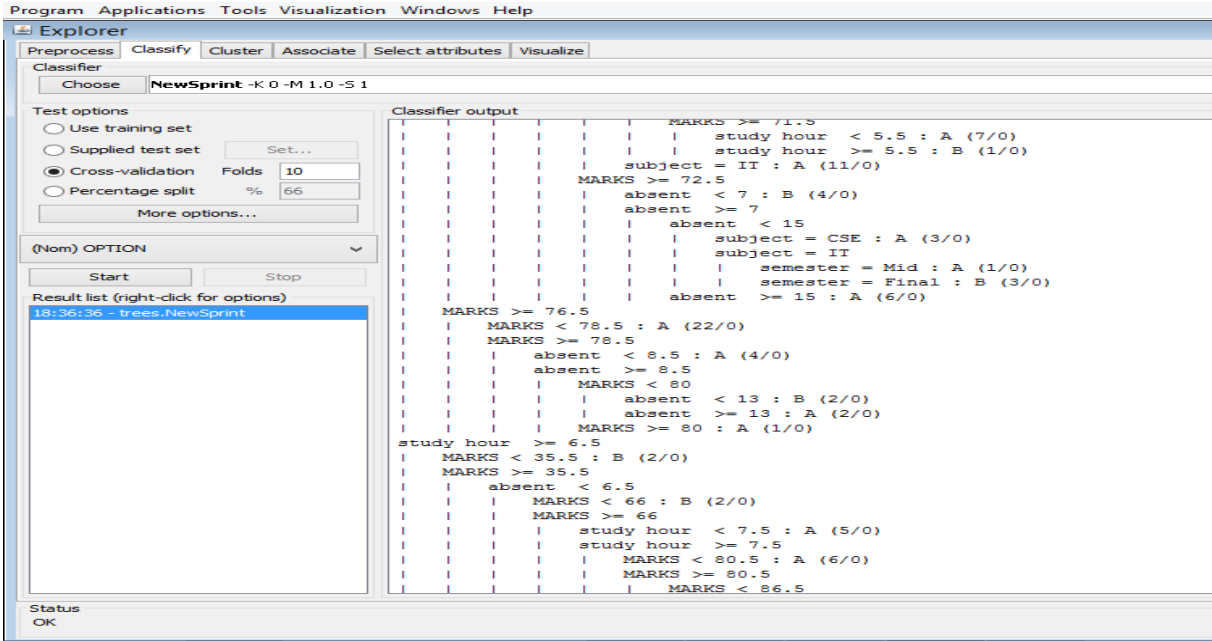 Program Applications Tools Visualization Windows Help
Explorer
Preprocess Classify Cluster Associate Select attributes Visualize
Classifier
Choose NewSprint -K 0 -M 1.0 -S 1
Test options
Use training set
Supplied test set Set...
Cross-validation Folds 10
Percentage split % 66
More options...
(Nom) OPTION
Start Stop
Result list (right-click for options)
18:36:36 - trees.NewSprint
Classifier output
| | | | | | MARKS >= 71.5
| | | | | | | study hour < 5.5 : A (7/0)
| | | | | | | study hour >= 5.5 : B (1/0)
| | | | | subject = IT : A (11/0)
| | | | MARKS >= 72.5
| | | | | absent < 7 : B (4/0)
| | | | | absent >= 7
| | | | | | absent < 15
| | | | | | | subject = CSE : A (3/0)
| | | | | | | subject = IT
| | | | | | | | semester = Mid : A (1/0)
| | | | | | | | semester = Final : B (3/0)
| | | | | | absent >= 15 : A (6/0)
| MARKS >= 76.5
| | MARKS < 78.5 : A (22/0)
| | MARKS >= 78.5
| | | absent < 8.5 : A (4/0)
| | | absent >= 8.5
| | | | MARKS < 80
| | | | | absent < 13 : B (2/0)
| | | | | absent >= 13 : A (2/0)
| | | | MARKS >= 80 : A (1/0)
study hour >= 6.5
| MARKS < 35.5 : B (2/0)
| MARKS >= 35.5
| | absent < 6.5
| | | MARKS < 66 : B (2/0)
| | | MARKS >= 66
| | | | study hour < 7.5 : A (5/0)
| | | | study hour >= 7.5
| | | | | MARKS < 80.5 : A (6/0)
| | | | | MARKS >= 80.5
| | | | | | MARKS < 86.5
Status
OK